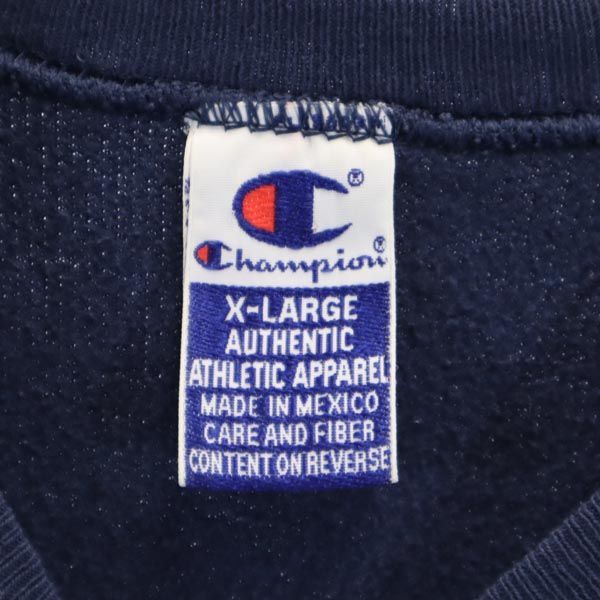 ®
Champion®
X-LARGE
AUTHENTIC
ATHLETIC APPAREL
MADE IN MEXICO
CARE AND FIBER
CONTENT ON REVERSE